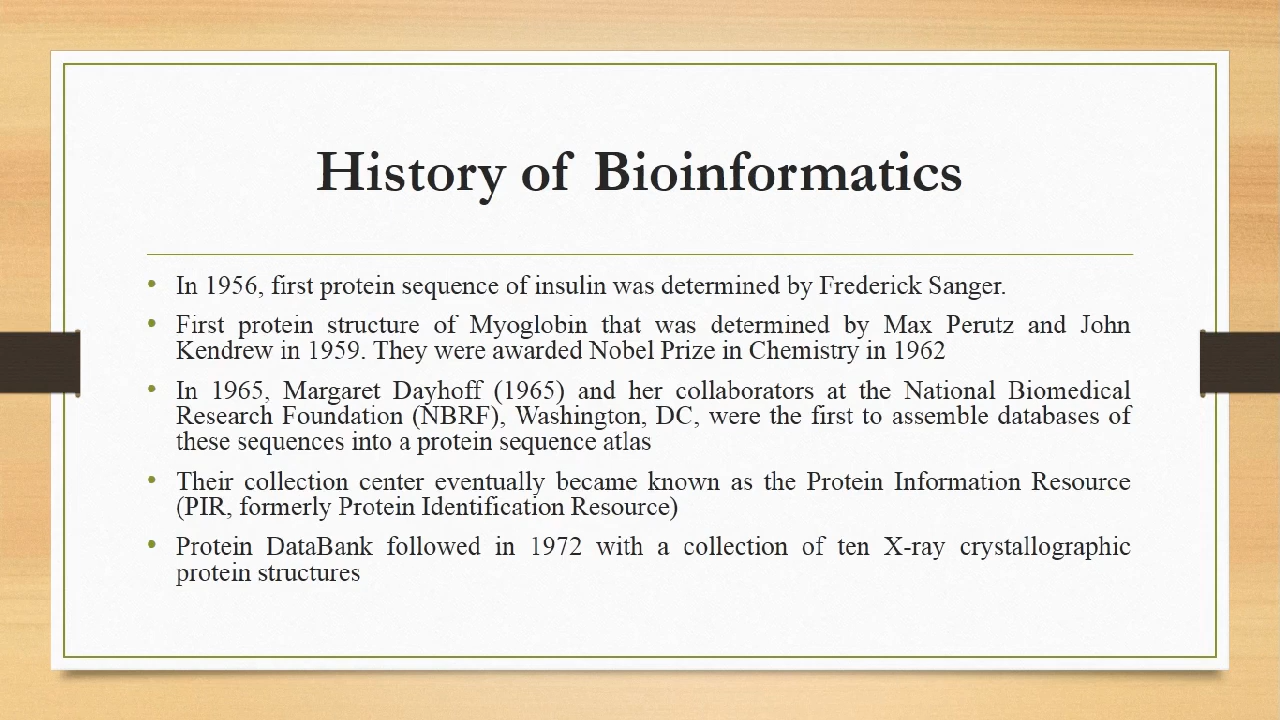 History of Bioinformatics
• In 1956, first protein sequence of insulin was determined by Frederick Sanger.
• First protein structure of Myoglobin that was determined by Max Perutz and John
Kendrew in 1959. They were awarded Nobel Prize in Chemistry in 1962
• In 1965, Margaret Dayhoff (1965) and her collaborators at the National Biomedical
Research Foundation (NBRF), Washington, DC, were the first to assemble databases of
these sequences into a protein sequence atlas
• Their collection center eventually became known as the Protein Information Resource
(PIR, formerly Protein Identification Resource)
• Protein DataBank followed in 1972 with a collection of ten X-ray crystallographic
protein structures